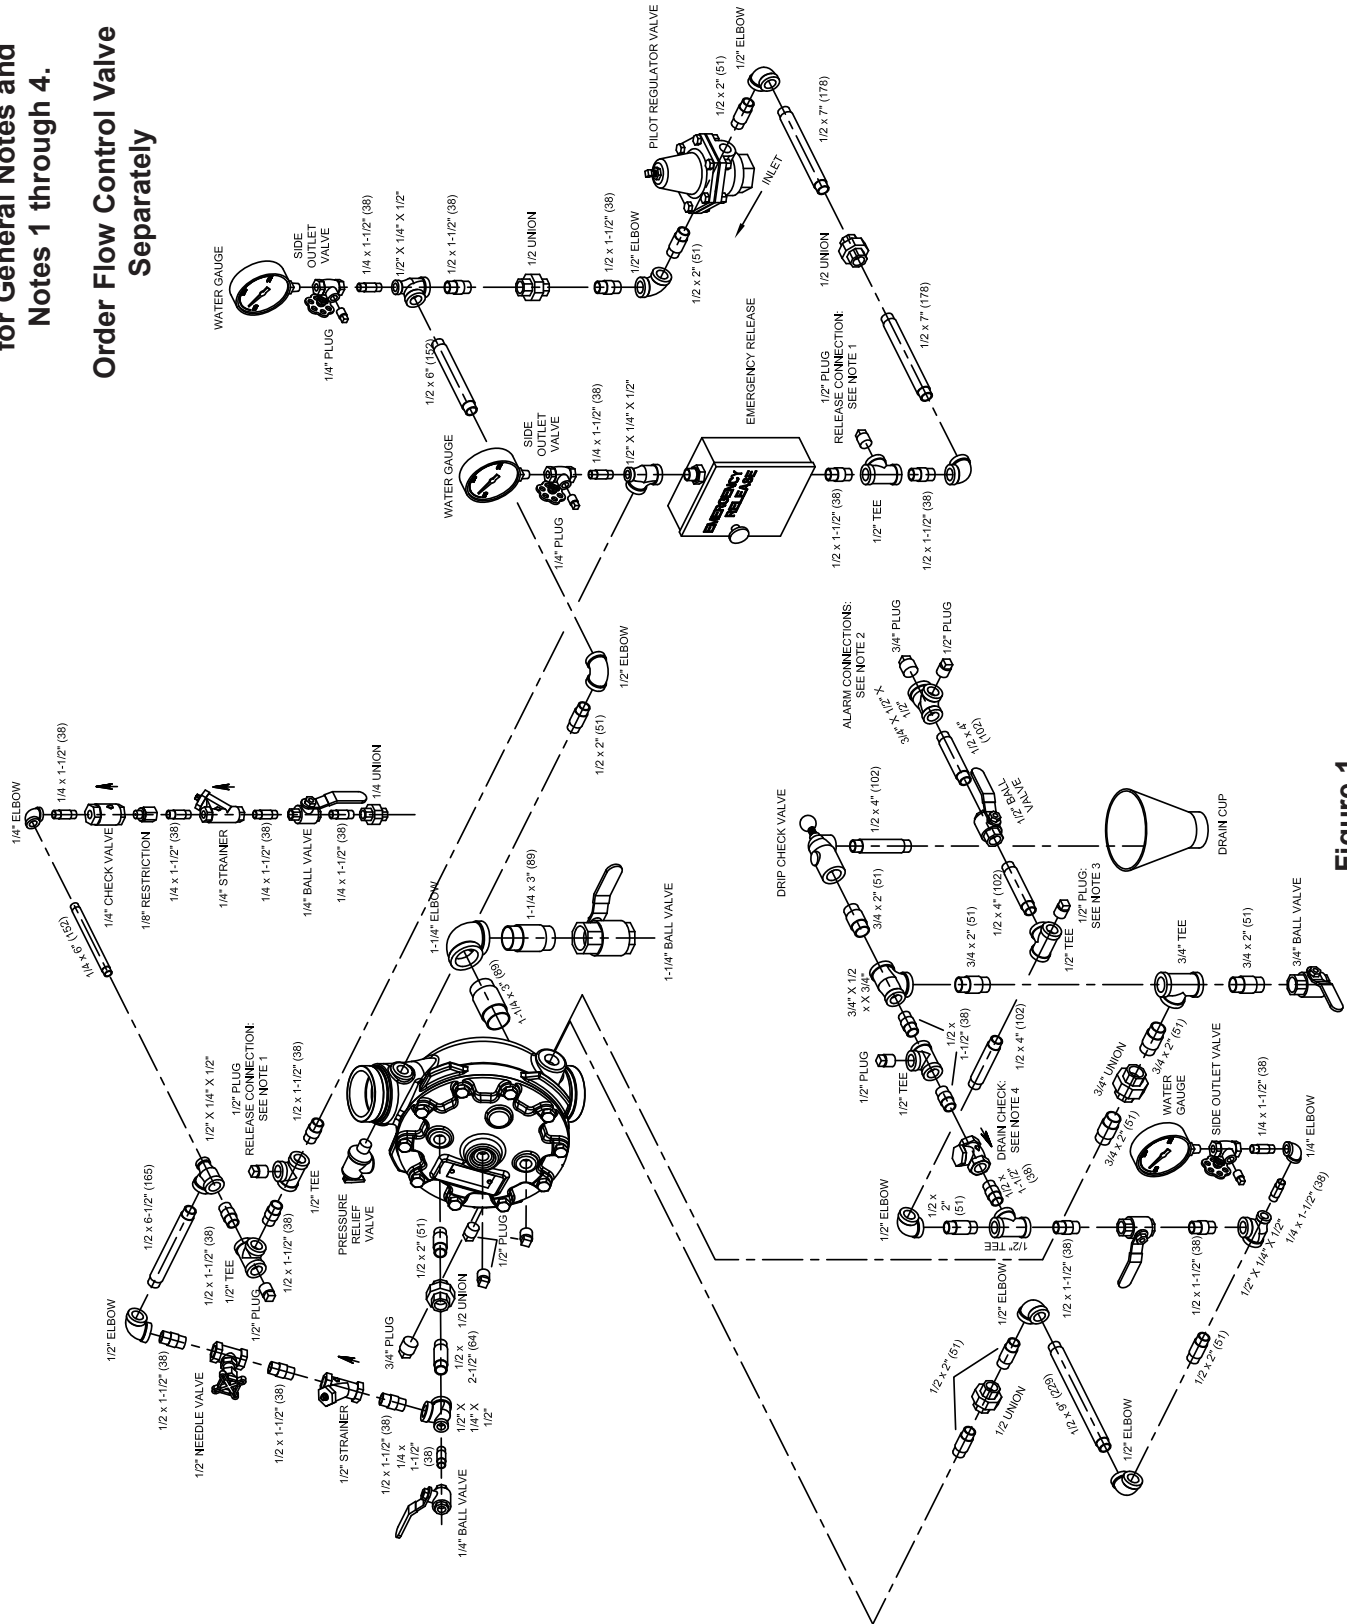 for General Notes and
Notes 1 through 4.
Order Flow Control Valve
Separately
WATER GAUGE
SIDE
OUTLET
VALVE
1/4" PLUG
1/4 x 1-1/2" (38)
1/2" X 1/4" X 1/2"
1/2 x 1-1/2" (38)
1/2 UNION
1/2 x 1-1/2" (38)
1/2" ELBOW
1/2 x 2" (51)
PILOT REGULATOR VALVE
1/2 x 2" (51)
1/2" ELBOW
INLET
1/2 x 7" (178)
1/2 UNION
1/2 x 7" (178)
1/2 x 6" (152)
WATER GAUGE
SIDE
OUTLET
VALVE
1/4" PLUG
1/4 x 1-1/2" (38)
1/2" X 1/4" X 1/2"
EMERGENCY RELEASE
EMERGENCY
RELEASE
1/2" PLUG
RELEASE CONNECTION:
SEE NOTE 1
1/2 x 1-1/2" (38)
1/2" TEE
1/2 x 1-1/2" (38)
1/2" ELBOW
1/2 x 2" (51)
1/4" ELBOW
1/4 x 1-1/2" (38)
1/4" CHECK VALVE
1/8" RESTRICTION
1/4 x 1-1/2" (38)
1/4" STRAINER
1/4 x 1-1/2" (38)
1/4" BALL VALVE
1/4 x 1-1/2" (38)
1/4 UNION
1/4 x 6" (152)
1-1/4" ELBOW
1-1/4 x 3" (89)
1-1/4 x 3" (89)
1-1/4" BALL VALVE
1/2" X 1/4" X 1/2"
1/2" PLUG
RELEASE CONNECTION:
SEE NOTE 1
1/2 x 1-1/2" (38)
1/2 x 6-1/2" (165)
1/2 x 1-1/2" (38)
1/2" TEE
1/2" PLUG
1/2 x 1-1/2" (38)
1/2" TEE
PRESSURE
RELIEF
VALVE
1/2" ELBOW
1/2 x 1-1/2" (38)
1/2" NEEDLE VALVE
1/2 x 1-1/2" (38)
1/2" STRAINER
1/2 x 1-1/2" (38)
1/4 x
1-1/2"
(38)
1/4" BALL VALVE
1/2" X
1/4" X
1/2"
1/2 x
2-1/2" (64)
3/4" PLUG
1/2 UNION
1/2 x 2" (51)
1/2" PLUG
ALARM CONNECTIONS:
SEE NOTE 2
3/4" PLUG
1/2" PLUG
3/4" X 1/2" X
1/2"
1/2 x 4"
(102)
1/2" BALL
VALVE
DRIP CHECK VALVE
1/2 x 4" (102)
3/4 x 2" (51)
1/2 x 4" (102)
1/2" PLUG:
SEE NOTE 3
1/2" TEE
DRAIN CUP
3/4" X 1/2
x X 3/4"
3/4 x 2" (51)
3/4" TEE
3/4 x 2" (51)
3/4" BALL VALVE
1/2 x
1-1/2" (38)
1/2 x 4" (102)
1/2" PLUG
1/2" TEE
DRAIN CHECK:
SEE NOTE 4
3/4 x 2" (51)
3/4" UNION
3/4 x 2" (51)
WATER
GAUGE
SIDE OUTLET VALVE
1/4 x 1-1/2" (38)
1/4" ELBOW
1/4 x 1-1/2" (38)
1/2" X 1/4" X 1/2"
1/2 x
1-1/2"
(38)
1/2" ELBOW
1/2 x
2"
(51)
1/2" TEE
1/2 x 1-1/2" (38)
1/2 x 1-1/2" (38)
1/2" ELBOW
1/2 x 2" (51)
1/2 UNION
1/2 x 9" (229)
1/2" ELBOW
1/2 x 2" (51)
Figure 1